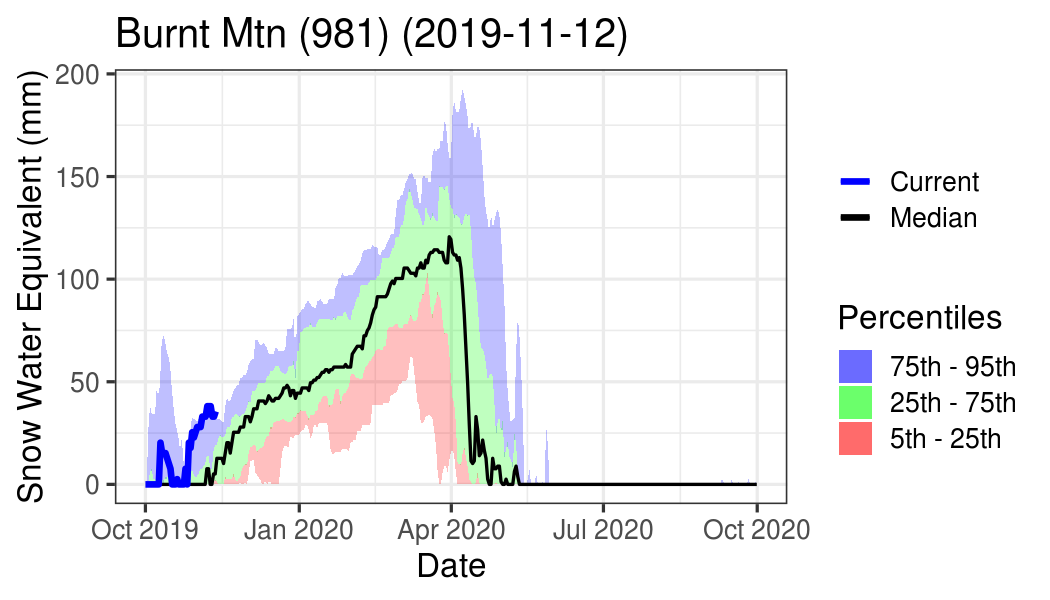 Burnt Mtn (981) (2019-11-12)
Snow Water Equivalent (mm)
200
150
100
50
0
Oct 2019
Jan 2020
Apr 2020
Jul 2020
Oct 2020
Date
Current
Median
Percentiles
75th - 95th
25th - 75th
5th - 25th